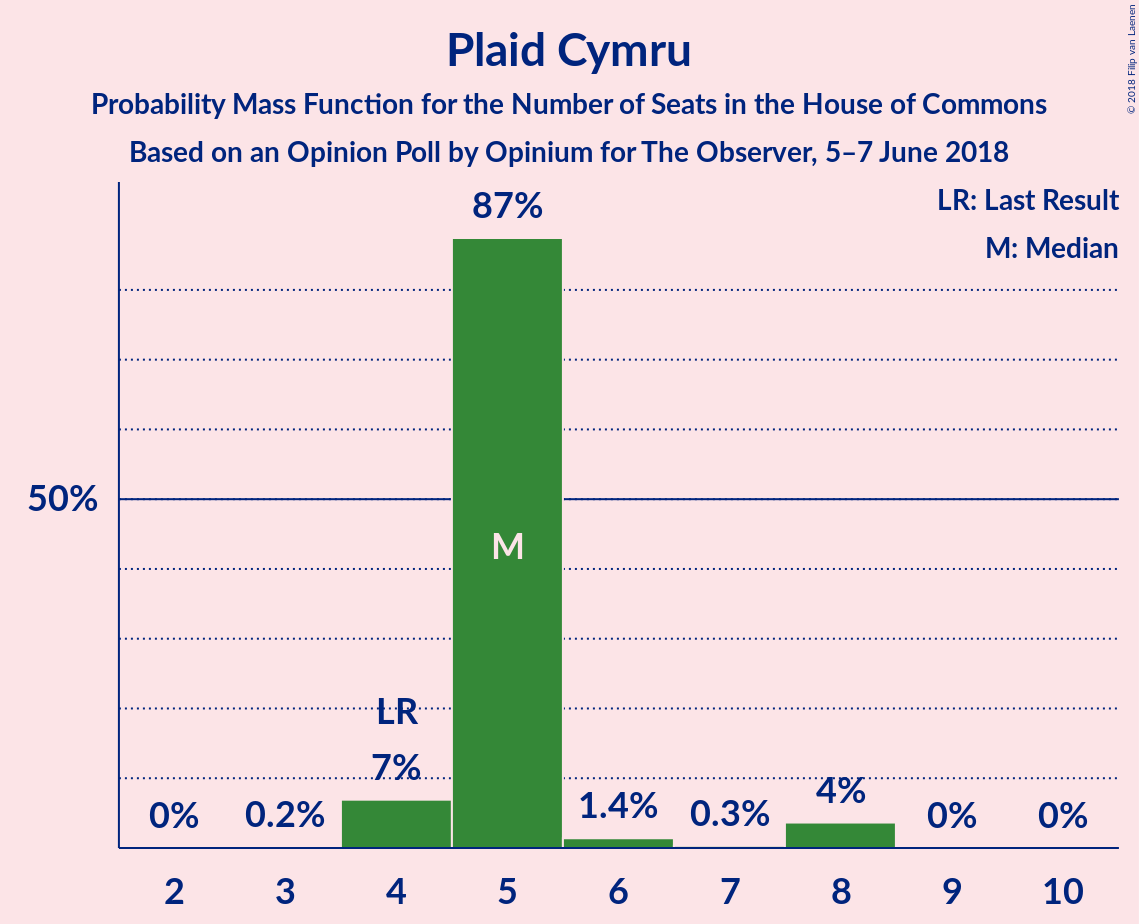 Plaid Cymru
Probability Mass Function for the Number of Seats in the House of Commons
Based on an Opinion Poll by Opinium for The Observer, 5–7 June 2018
© 2018 Filip van Laenen
LR: Last Result
M: Median
87%
50%
M
LR
7%
0%
0.2%
1.4%
0.3%
4%
0%
0%
2 3 4 5 6 7 8 9 10